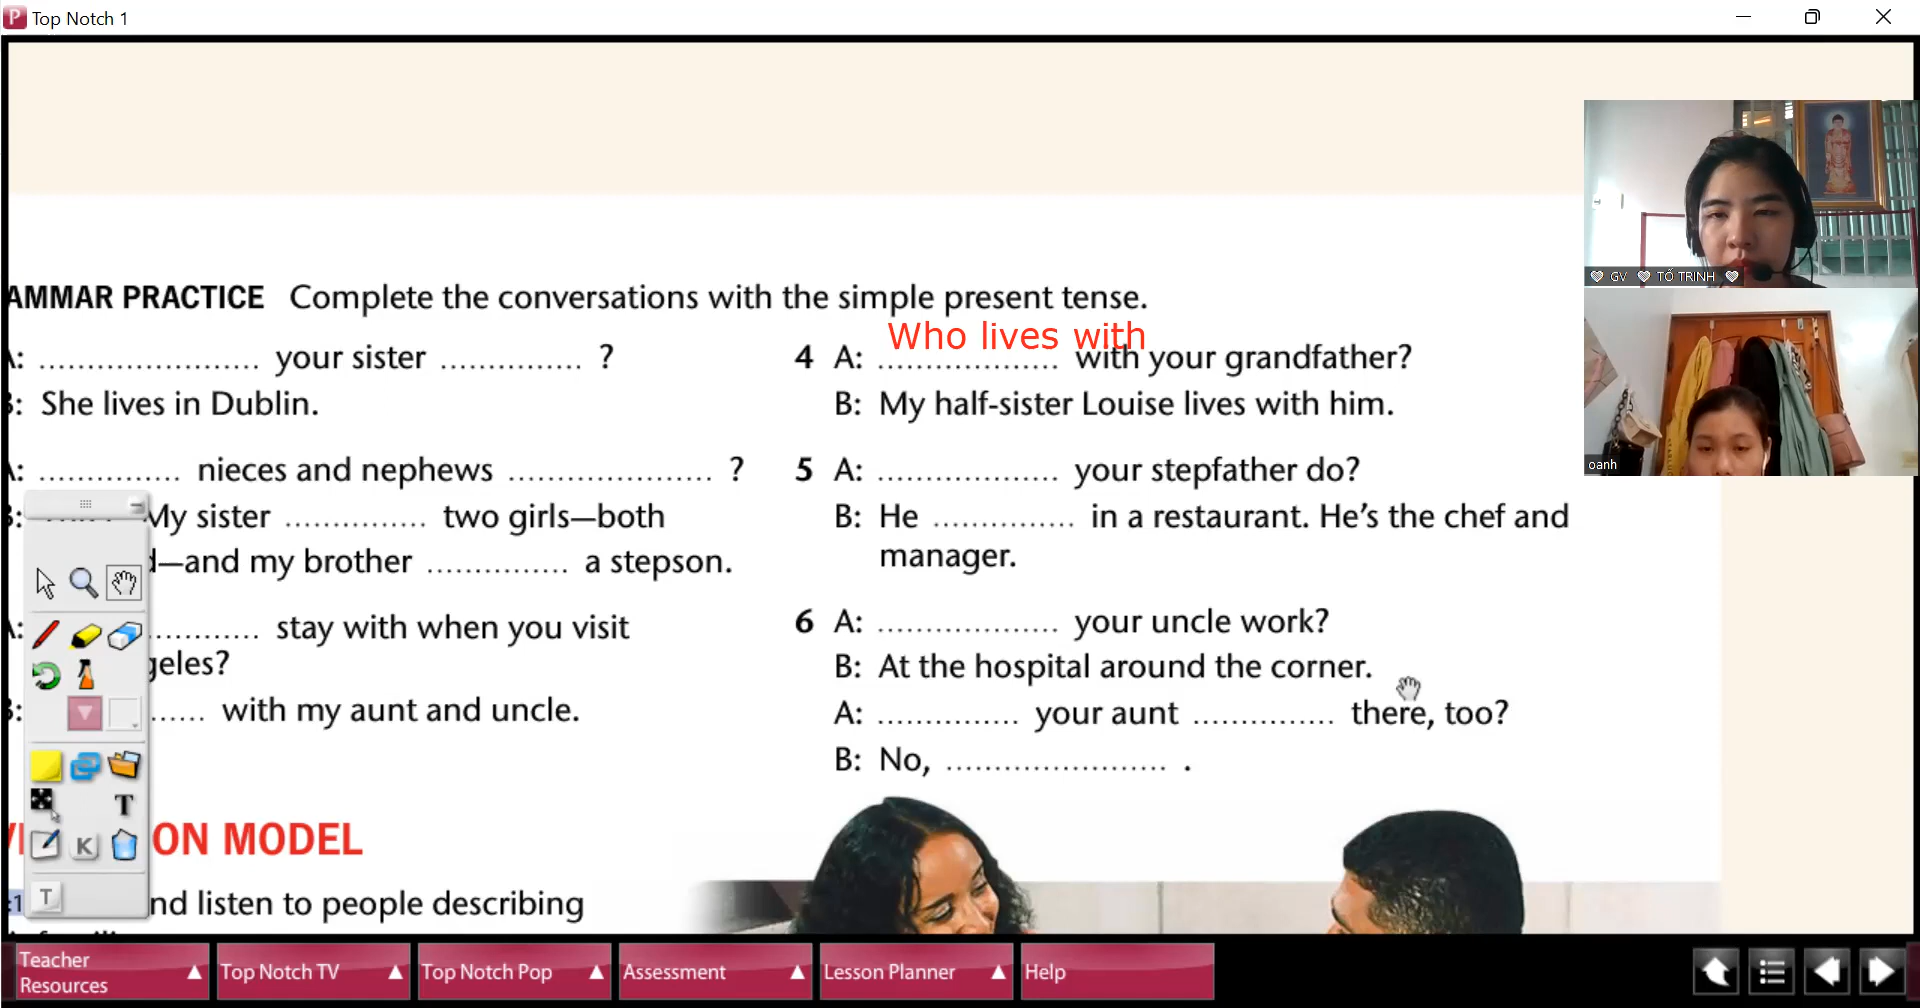 Top Notch 1
GV TỐ TRINH
oanh
AMMAR PRACTICE Complete the conversations with the simple present tense.
A: ...................... your sister .............. ?
B: She lives in Dublin.
A: .............. nieces and nephews .................... ?
My sister .............. two girls—both
—and my brother .............. a stepson.
........... stay with when you visit
geles?
...... with my aunt and uncle.
Who lives with
4 A: .................. with your grandfather?
B: My half-sister Louise lives with him.
5 A: .................. your stepfather do?
B: He .............. in a restaurant. He's the chef and
manager.
6 A: .................. your uncle work?
B: At the hospital around the corner.
A: .............. your aunt .............. there, too?
B: No, ...................... .
ON MODEL
nd listen to people describing
T
K
T
Teacher
Resources
Top Notch TV
Top Notch Pop
Assessment
Lesson Planner
Help